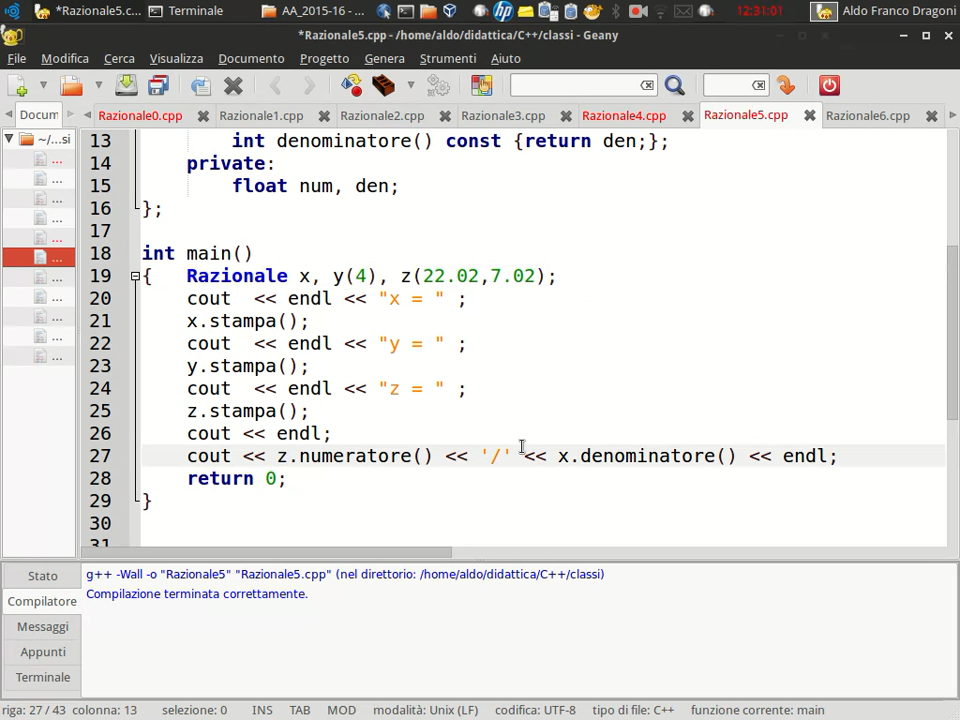 *Razionale5.c...
Terminale
AA_2015-16 - ...
12:31:01
Aldo Franco Dragoni
*Razionale5.cpp - /home/aldo/didattica/C++/classi - Geany
File Modifica Cerca Visualizza Documento Progetto Genera Strumenti Aiuto
Docum
Razionale0.cpp Razionale1.cpp Razionale2.cpp Razionale3.cpp Razionale4.cpp Razionale5.cpp Razionale6.cpp
~/...si
...
...
...
...
...
...
...
...
...
...
...
13 int denominatore() const {return den;};
14 private:
15 float num, den;
16 };
17
18 int main()
19 { Razionale x, y(4), z(22.02,7.02);
20 cout  << endl << "x = " ;
21 x.stampa();
22 cout  << endl << "y = " ;
23 y.stampa();
24 cout  << endl << "z = " ;
25 z.stampa();
26 cout << endl;
27 cout << z.numeratore() << '/' << x.denominatore() << endl;
28 return 0;
29 }
30
31
Stato
Compilatore
Messaggi
Appunti
Terminale
g++ -Wall -o "Razionale5" "Razionale5.cpp" (nel direttorio: /home/aldo/didattica/C++/classi)
Compilazione terminata correttamente.
riga: 27 / 43 colonna: 13 selezione: 0 INS TAB MOD modalità: Unix (LF) codifica: UTF-8 tipo di file: C++ funzione corrente: main